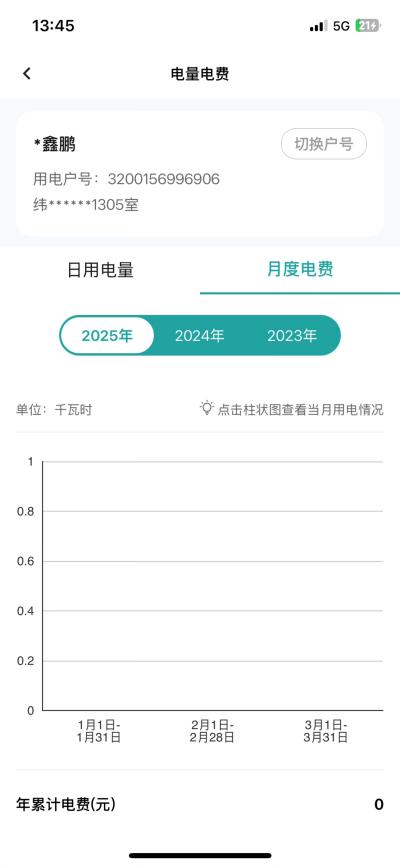 13:45
5G
21
电量电费
*鑫鹏
切换户号
用电户号：3200156996906
纬******1305室
日用电量
月度电费
2025年
2024年
2023年
单位：千瓦时
点击柱状图查看当月用电情况
1
0.8
0.6
0.4
0.2
0
1月1日-
1月31日
2月1日-
2月28日
3月1日-
3月31日
年累计电费(元)
0